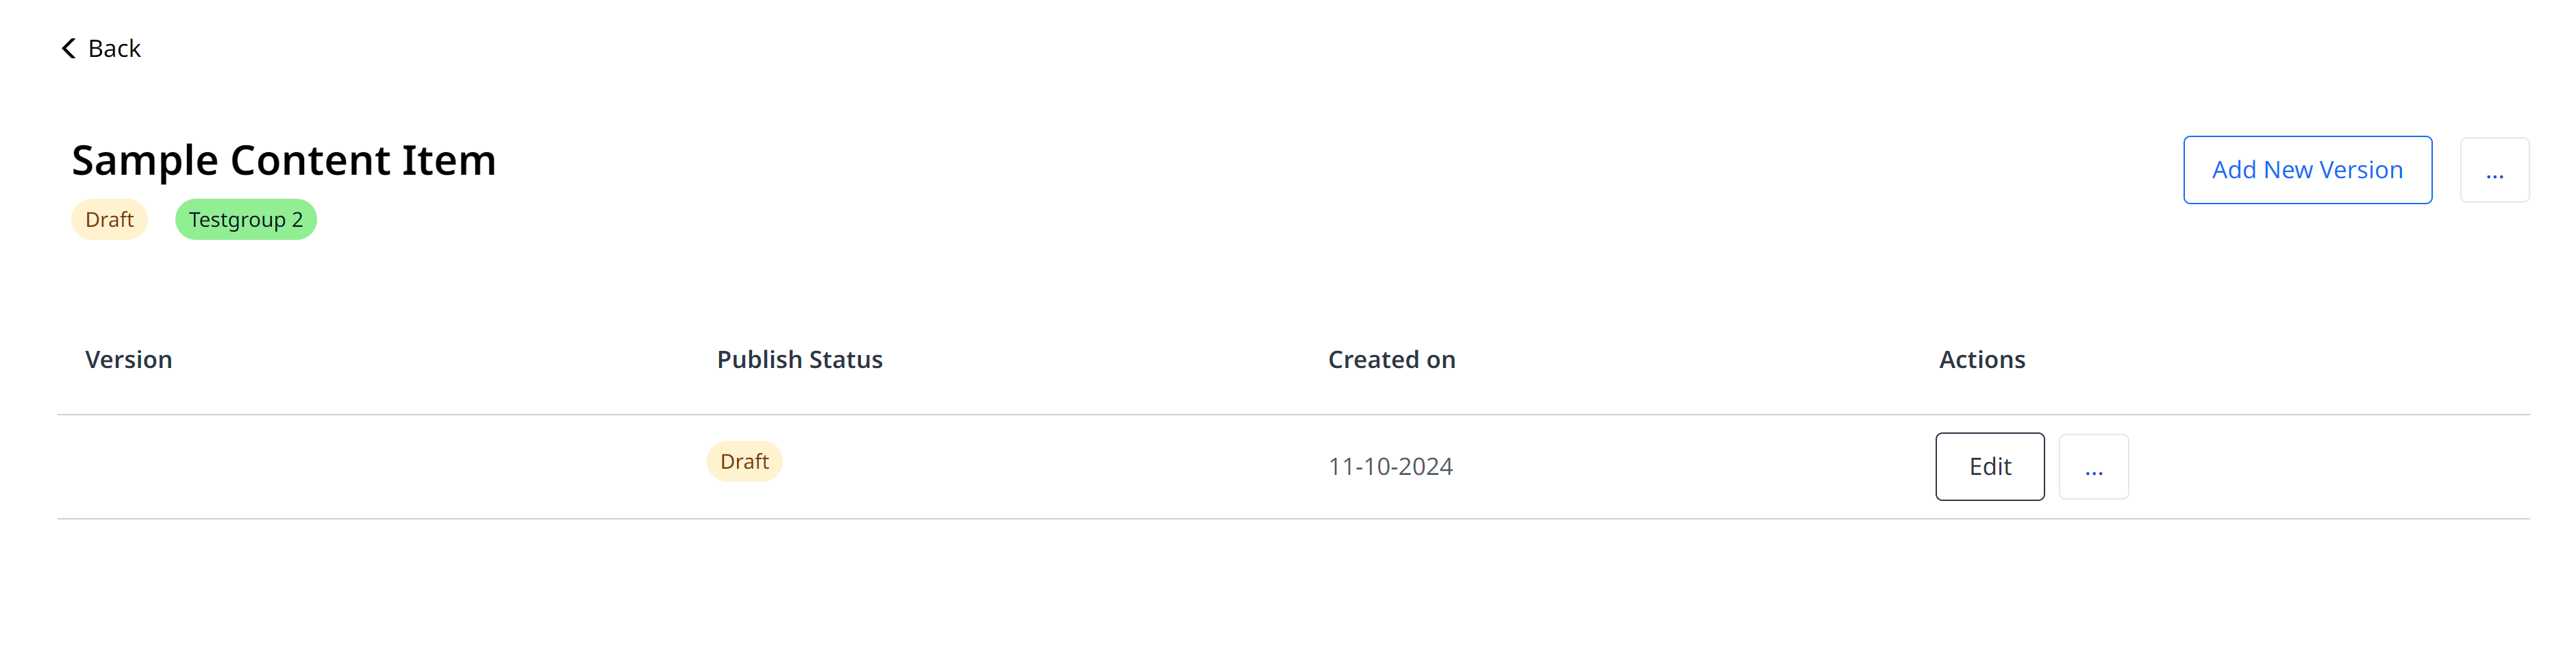 Back
Sample Content Item
Add New Version
...
Draft
Testgroup 2
Version Publish Status Created on Actions
Draft 11-10-2024 Edit ...